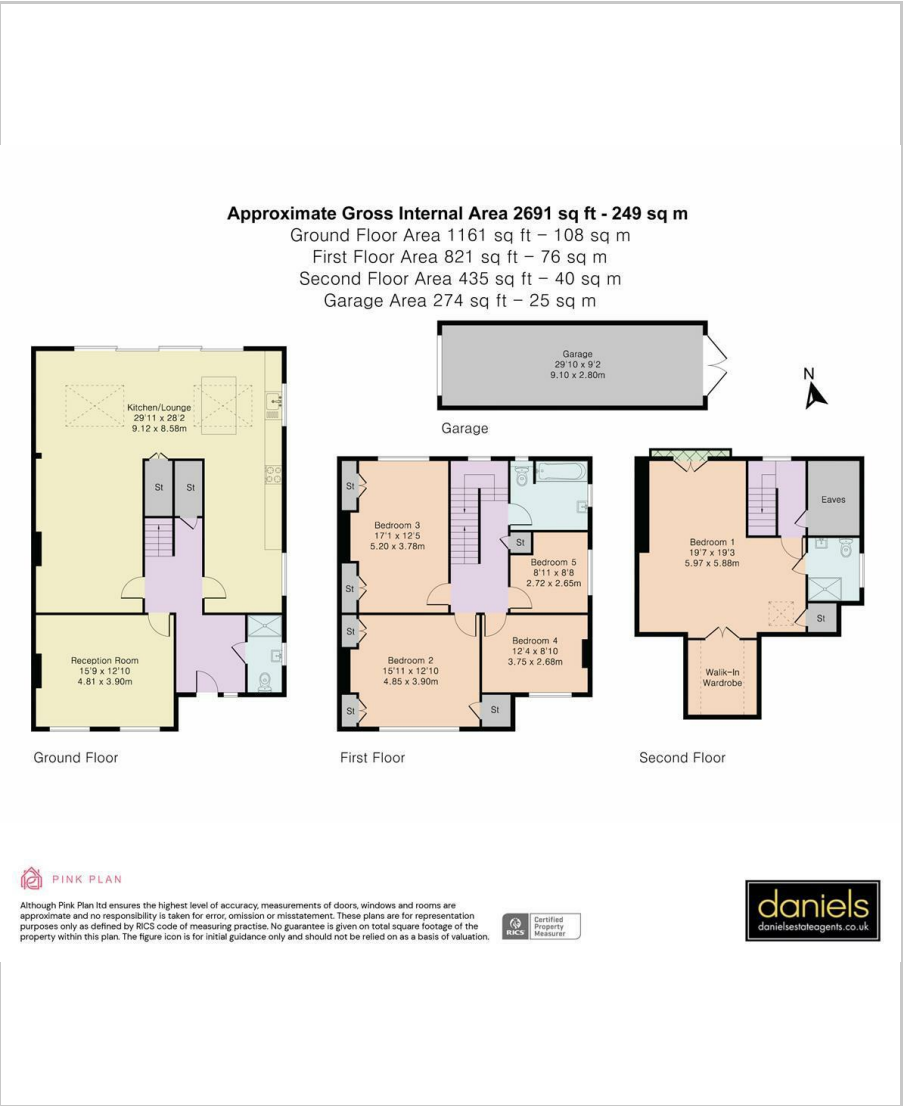 Approximate Gross Internal Area 2691 sq ft - 249 sq m
Ground Floor Area 1161 sq ft – 108 sq m
First Floor Area 821 sq ft – 76 sq m
Second Floor Area 435 sq ft – 40 sq m
Garage Area 274 sq ft – 25 sq m
Garage
29'10 x 9'2
9.10 x 2.80m
Garage
N
Kitchen/Lounge
29'11 x 28'2
9.12 x 8.58m
St
St
Reception Room
15'9 x 12'10
4.81 x 3.90m
Ground Floor
St
Bedroom 3
17'1 x 12'5
5.20 x 3.78m
St
St
Bedroom 5
8'11 x 8'8
2.72 x 2.65m
St
Bedroom 2
15'11 x 12'10
4.85 x 3.90m
Bedroom 4
12'4 x 8'10
3.75 x 2.68m
St
St
First Floor
Eaves
Bedroom 1
19'7 x 19'3
5.97 x 5.88m
St
Walk-In
Wardrobe
Second Floor
PINK PLAN
Although Pink Plan ltd ensures the highest level of accuracy, measurements of doors, windows and rooms are
approximate and no responsibility is taken for error, omission or misstatement. These plans are for representation
purposes only as defined by RICS code of measuring practise. No guarantee is given on total square footage of the
property within this plan. The figure icon is for initial guidance only and should not be relied on as a basis of valuation.
RICS
Certified
Property
Measurer
daniels
danielsestateagents.co.uk